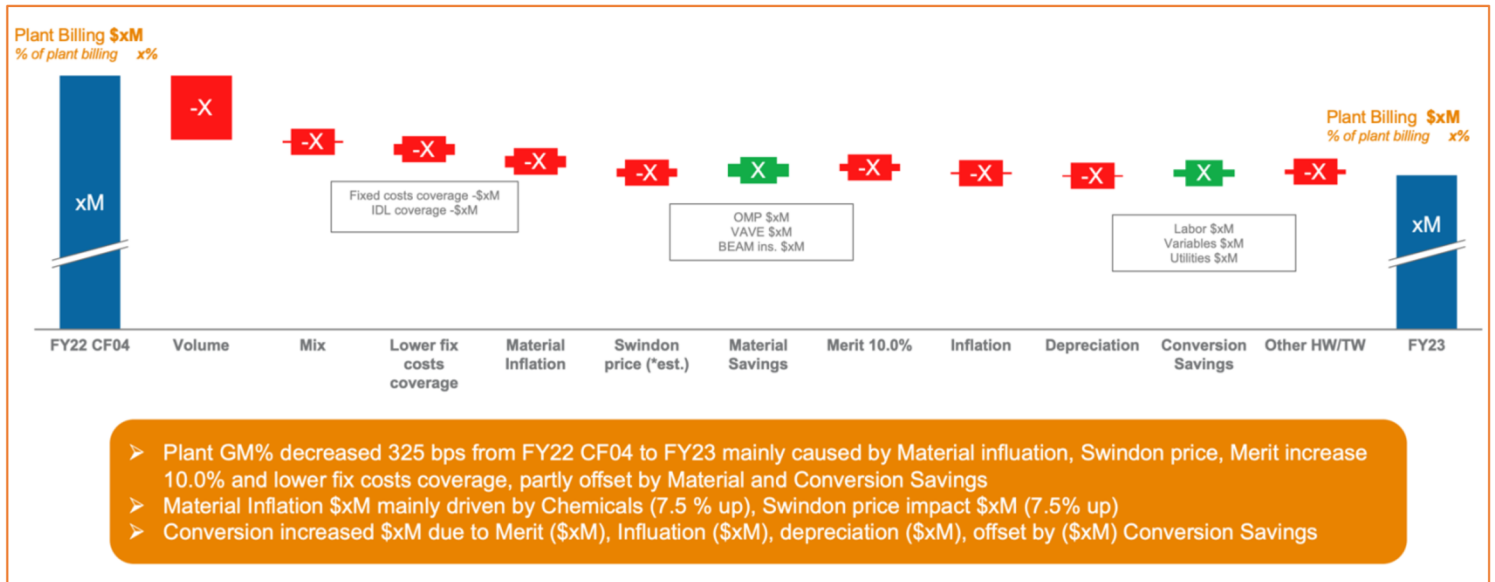 Plant Billing $xM
% of plant billing x%
Plant Billing $xM
% of plant billing x%
xM
-X
-X
-X
-X
-X
X
-X
-X
-X
X
-X
xM
Fixed costs coverage -$xM
IDL coverage -$xM
OMP $xM
VAVE $xM
BEAM ins. $xM
Labor $xM
Variables $xM
Utilities $xM
FY22 CF04
Volume
Mix
Lower fix
costs
coverage
Material
Inflation
Swindon
price (*est.)
Material
Savings
Merit 10.0%
Inflation
Depreciation
Conversion
Savings
Other HW/TW
FY23
➢ Plant GM% decreased 325 bps from FY22 CF04 to FY23 mainly caused by Material influation, Swindon price, Merit increase
10.0% and lower fix costs coverage, partly offset by Material and Conversion Savings
➢ Material Inflation $xM mainly driven by Chemicals (7.5 % up), Swindon price impact $xM (7.5% up)
➢ Conversion increased $xM due to Merit ($xM), Influation ($xM), depreciation ($xM), offset by ($xM) Conversion Savings